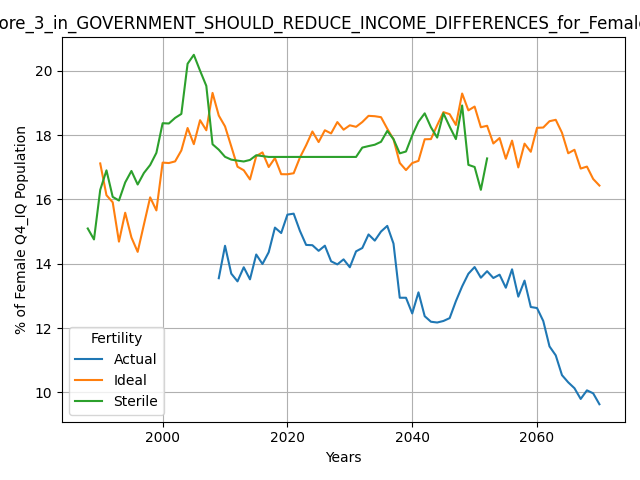 ore_3_in_GOVERNMENT_SHOULD_REDUCE_INCOME_DIFFERENCES_for_Female
% of Female Q4_IQ Population
20
18
16
14
12
10
Fertility
Actual
Ideal
Sterile
2000
2020
2040
2060
Years